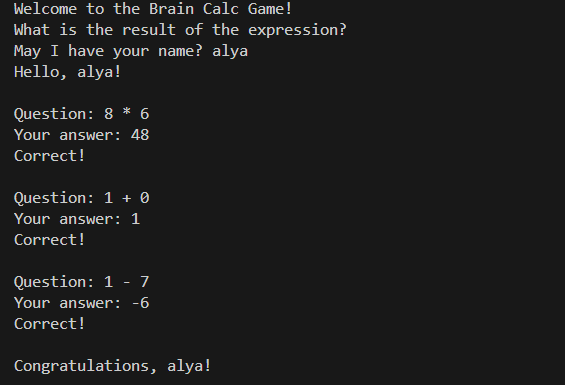 Welcome to the Brain Calc Game!
What is the result of the expression?
May I have your name? alya
Hello, alya!
Question: 8 * 6
Your answer: 48
Correct!
Question: 1 + 0
Your answer: 1
Correct!
Question: 1 - 7
Your answer: -6
Correct!
Congratulations, alya!